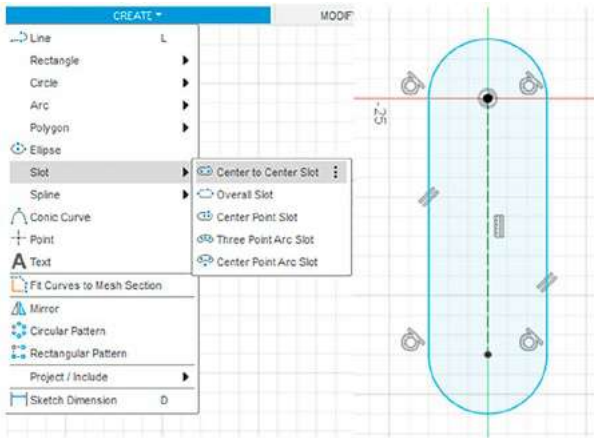 CREATE
MODIF
Line L
Rectangle
Circle
Arc
Polygon
Ellipse
Slot
Center to Center Slot
Overall Slot
Center Point Slot
Three Point Arc Slot
Center Point Arc Slot
Spline
Conic Curve
Point
A Text
Fit Curves to Mesh Section
Mirror
Circular Pattern
Rectangular Pattern
Project / Include
Sketch Dimension D
-25